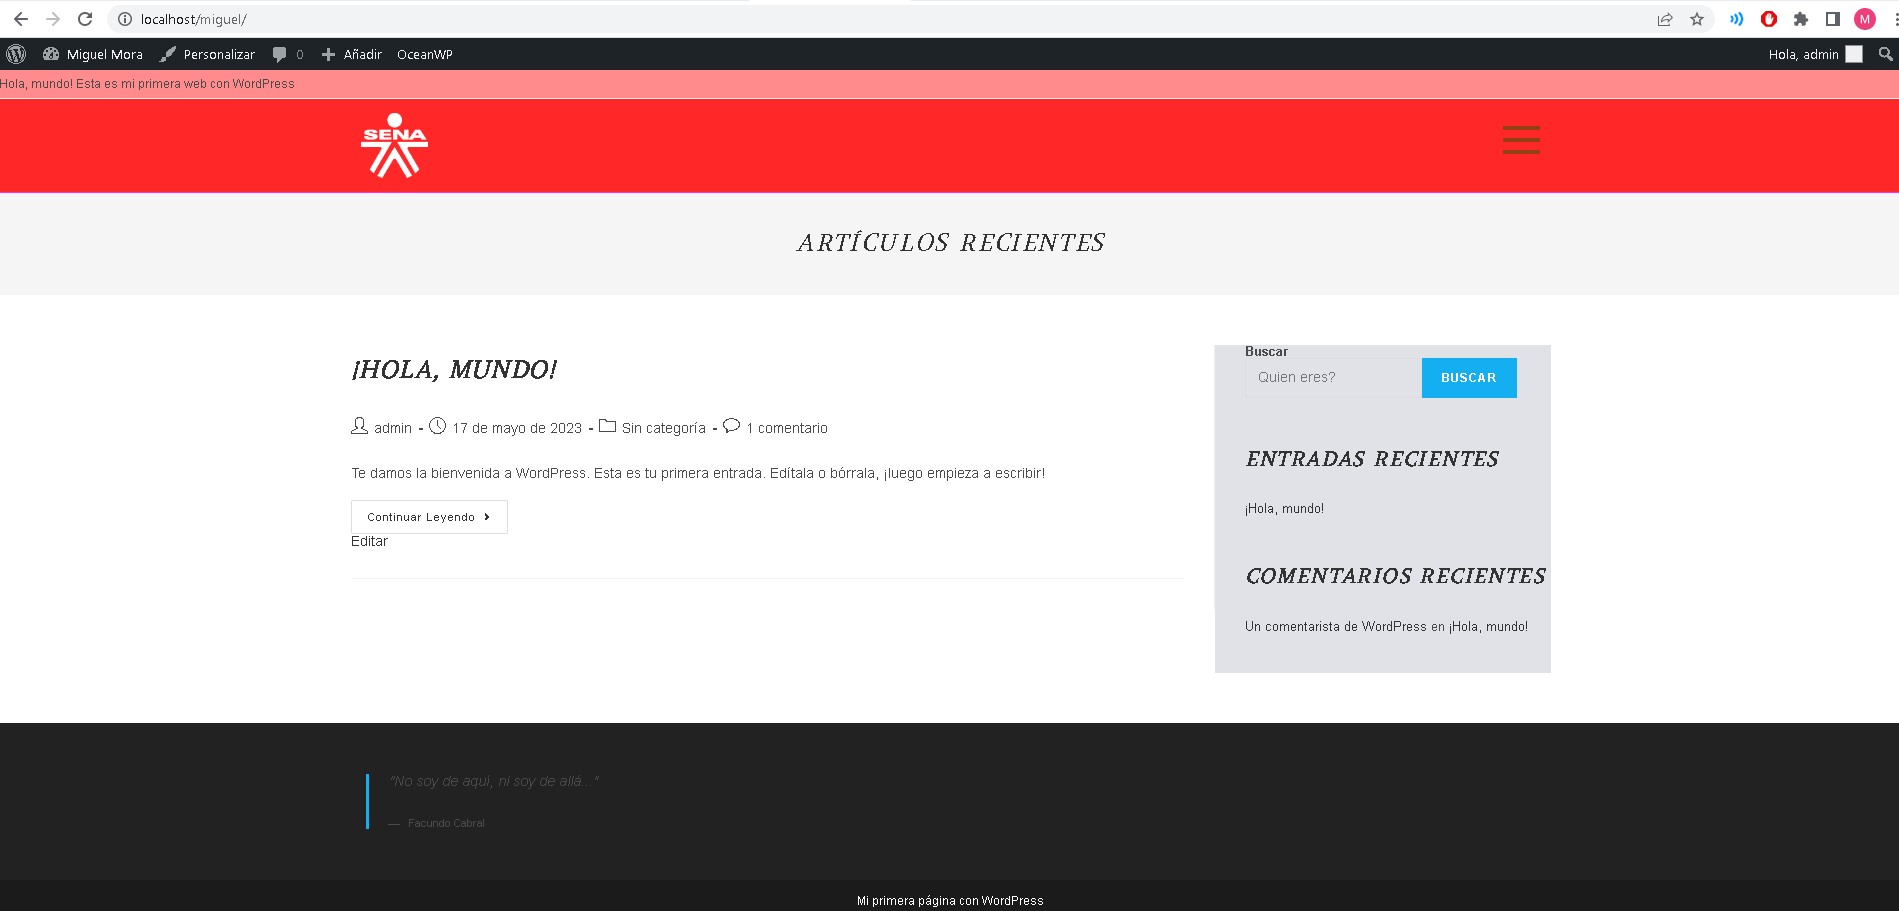 localhost/miguel/
M
Miguel Mora Personalizar 0 Añadir OceanWP Hola, admin
Hola, mundo! Esta es mi primera web con WordPress
SENA
ARTÍCULOS RECIENTES
¡HOLA, MUNDO!
admin - 17 de mayo de 2023 - Sin categoría - 1 comentario
Te damos la bienvenida a WordPress. Esta es tu primera entrada. Edítala o bórrala, ¡luego empieza a escribir!
Continuar Leyendo
Editar
Buscar
Quien eres? BUSCAR
ENTRADAS RECIENTES
¡Hola, mundo!
COMENTARIOS RECIENTES
Un comentarista de WordPress en ¡Hola, mundo!
"No soy de aquí, ni soy de allá..."
— Facundo Cabral
Mi primera página con WordPress